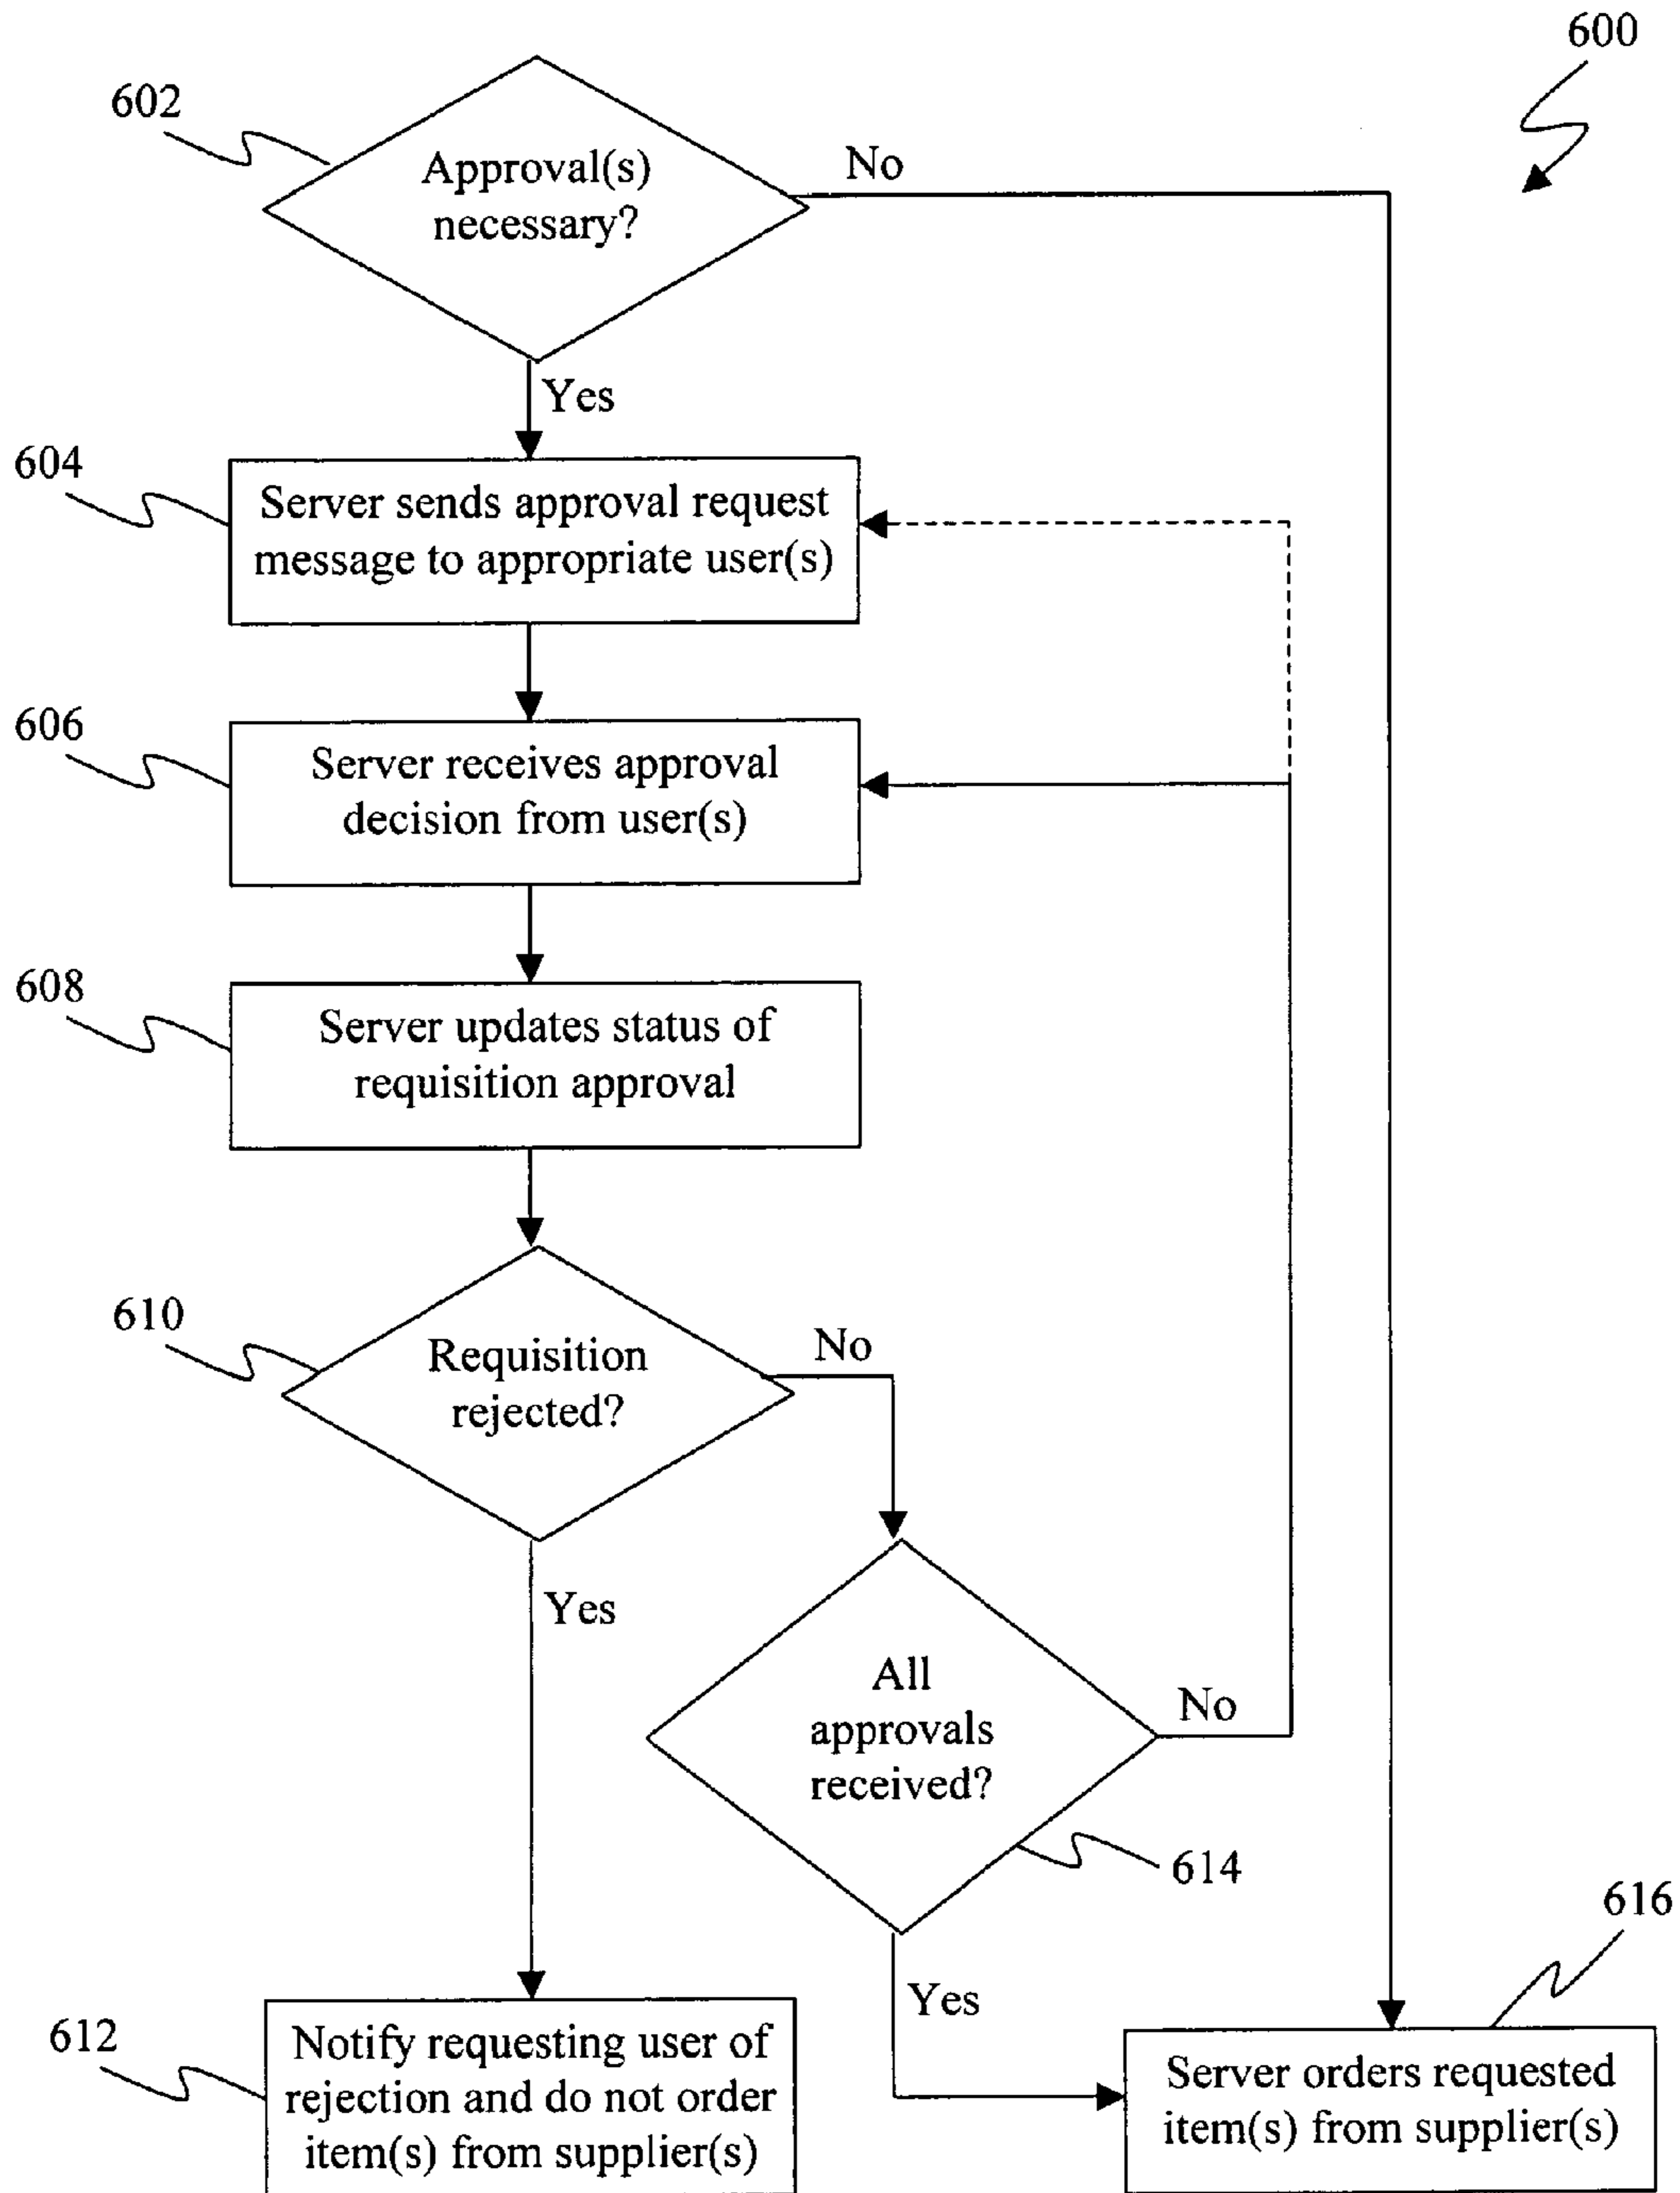 600
602
Approval(s)
necessary?
No
Yes
604
Server sends approval request
message to appropriate user(s)
606
Server receives approval
decision from user(s)
608
Server updates status of
requisition approval
610
Requisition
rejected?
No
Yes
All
approvals
received?
No
614
616
Yes
612
Notify requesting user of
rejection and do not order
item(s) from supplier(s)
Server orders requested
item(s) from supplier(s)